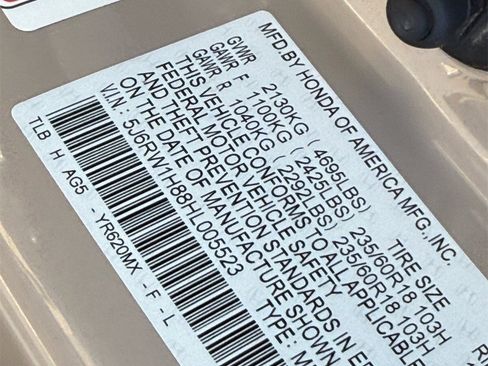 MFD BY HONDA OF AMERICA MFG., INC.
TIRE SIZE
GVWR 2130KG ( 4695LBS)
GAWR F 1100KG ( 2425LBS) 235/60R18 103H
GAWR R 1040KG ( 2292LBS) 235/60R18 103H
THIS VEHICLE CONFORMS TO ALL APPLICABLE
FEDERAL MOTOR VEHICLE SAFETY
AND THEFT PREVENTION STANDARDS IN
ON THE DATE OF MANUFACTURE SHOWN
V.I.N.: 5J6RW1H88HL005523 TYPE:
TLB H AG5 - YR620MX -F -L